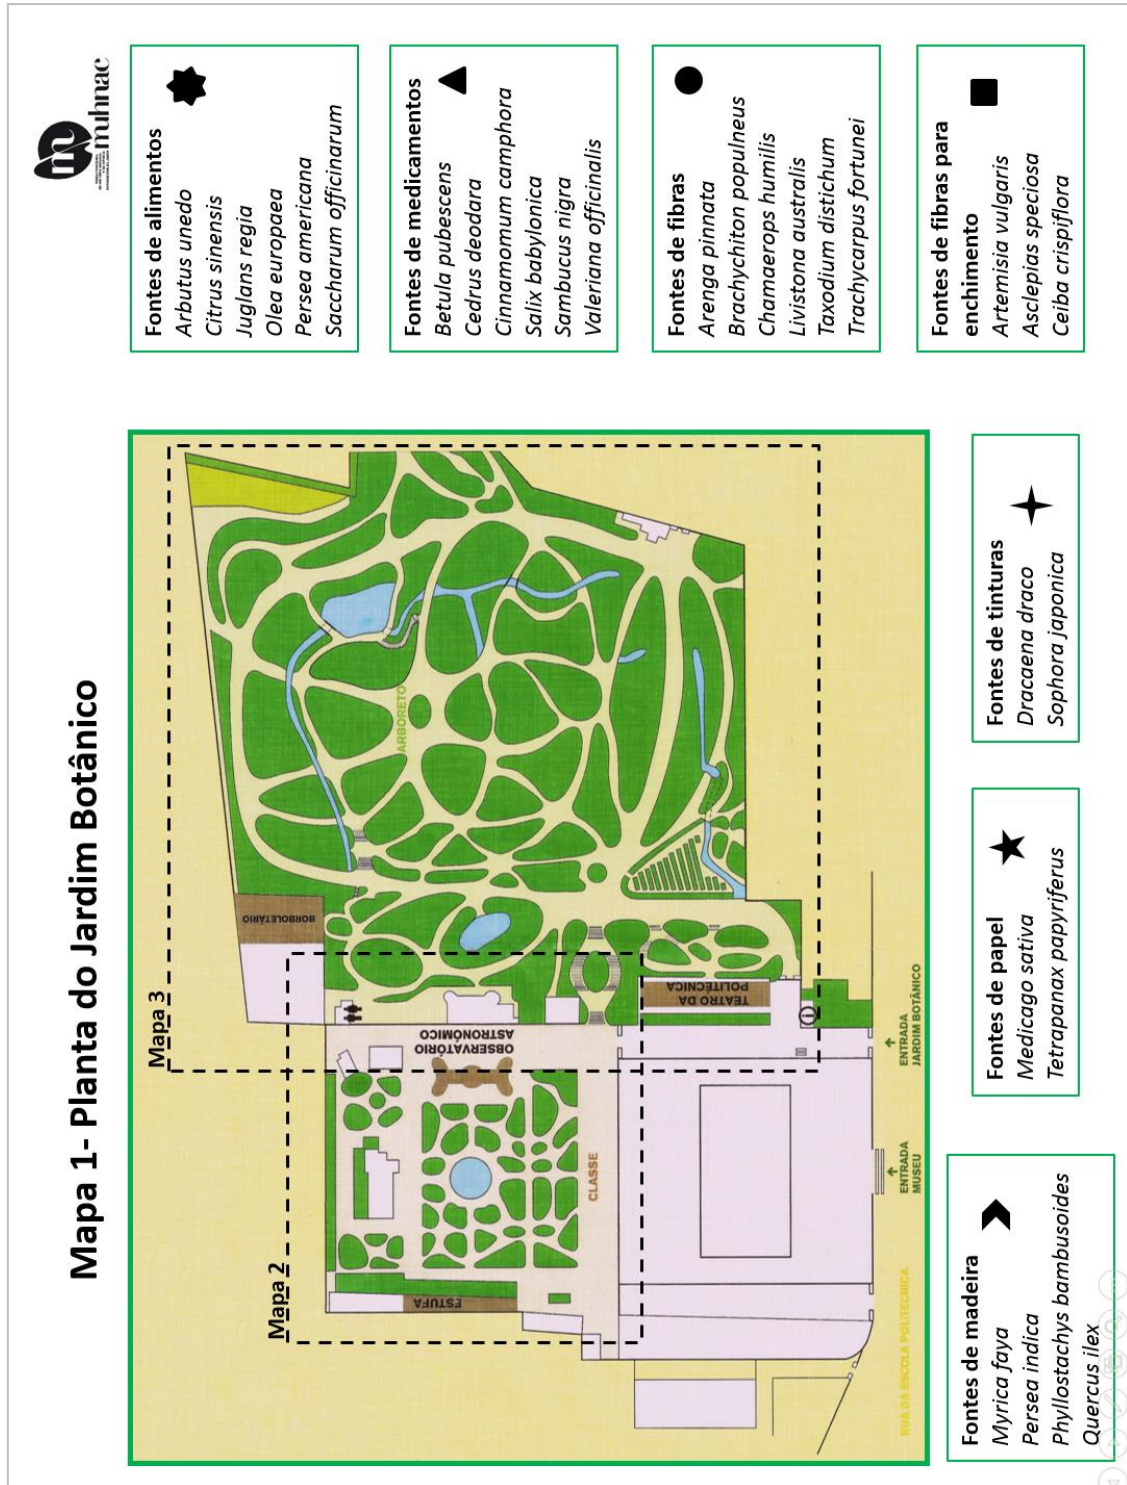 Mapa 1- Planta do Jardim Botânico
muhnac
Mapa 2
Mapa 3
ESTUFA
CLASSE
OBSERVATÓRIO
ASTRONÓMICO
BORBOLETÁRIO
ARBORETO
TEATRO DA
POLITÉCNICA
RUA DA ESCOLA POLITÉCNICA
ENTRADA
MUSEU
ENTRADA
JARDIM BOTÂNICO
Fontes de alimentos
Arbutus unedo
Citrus sinensis
Juglans regia
Olea europaea
Persea americana
Saccharum officinarum
Fontes de medicamentos
Betula pubescens
Cedrus deodara
Cinnamomum camphora
Salix babylonica
Sambucus nigra
Valeriana officinalis
Fontes de fibras
Arenga pinnata
Brachychiton populneus
Chamaerops humilis
Livistona australis
Taxodium distichum
Trachycarpus fortunei
Fontes de fibras para
enchimento
Artemisia vulgaris
Asclepias speciosa
Ceiba crispiflora
Fontes de madeira
Myrica faya
Persea indica
Phyllostachys bambusoides
Quercus ilex
Fontes de papel
Medicago sativa
Tetrapanax papyriferus
Fontes de tinturas
Dracaena draco
Sophora japonica